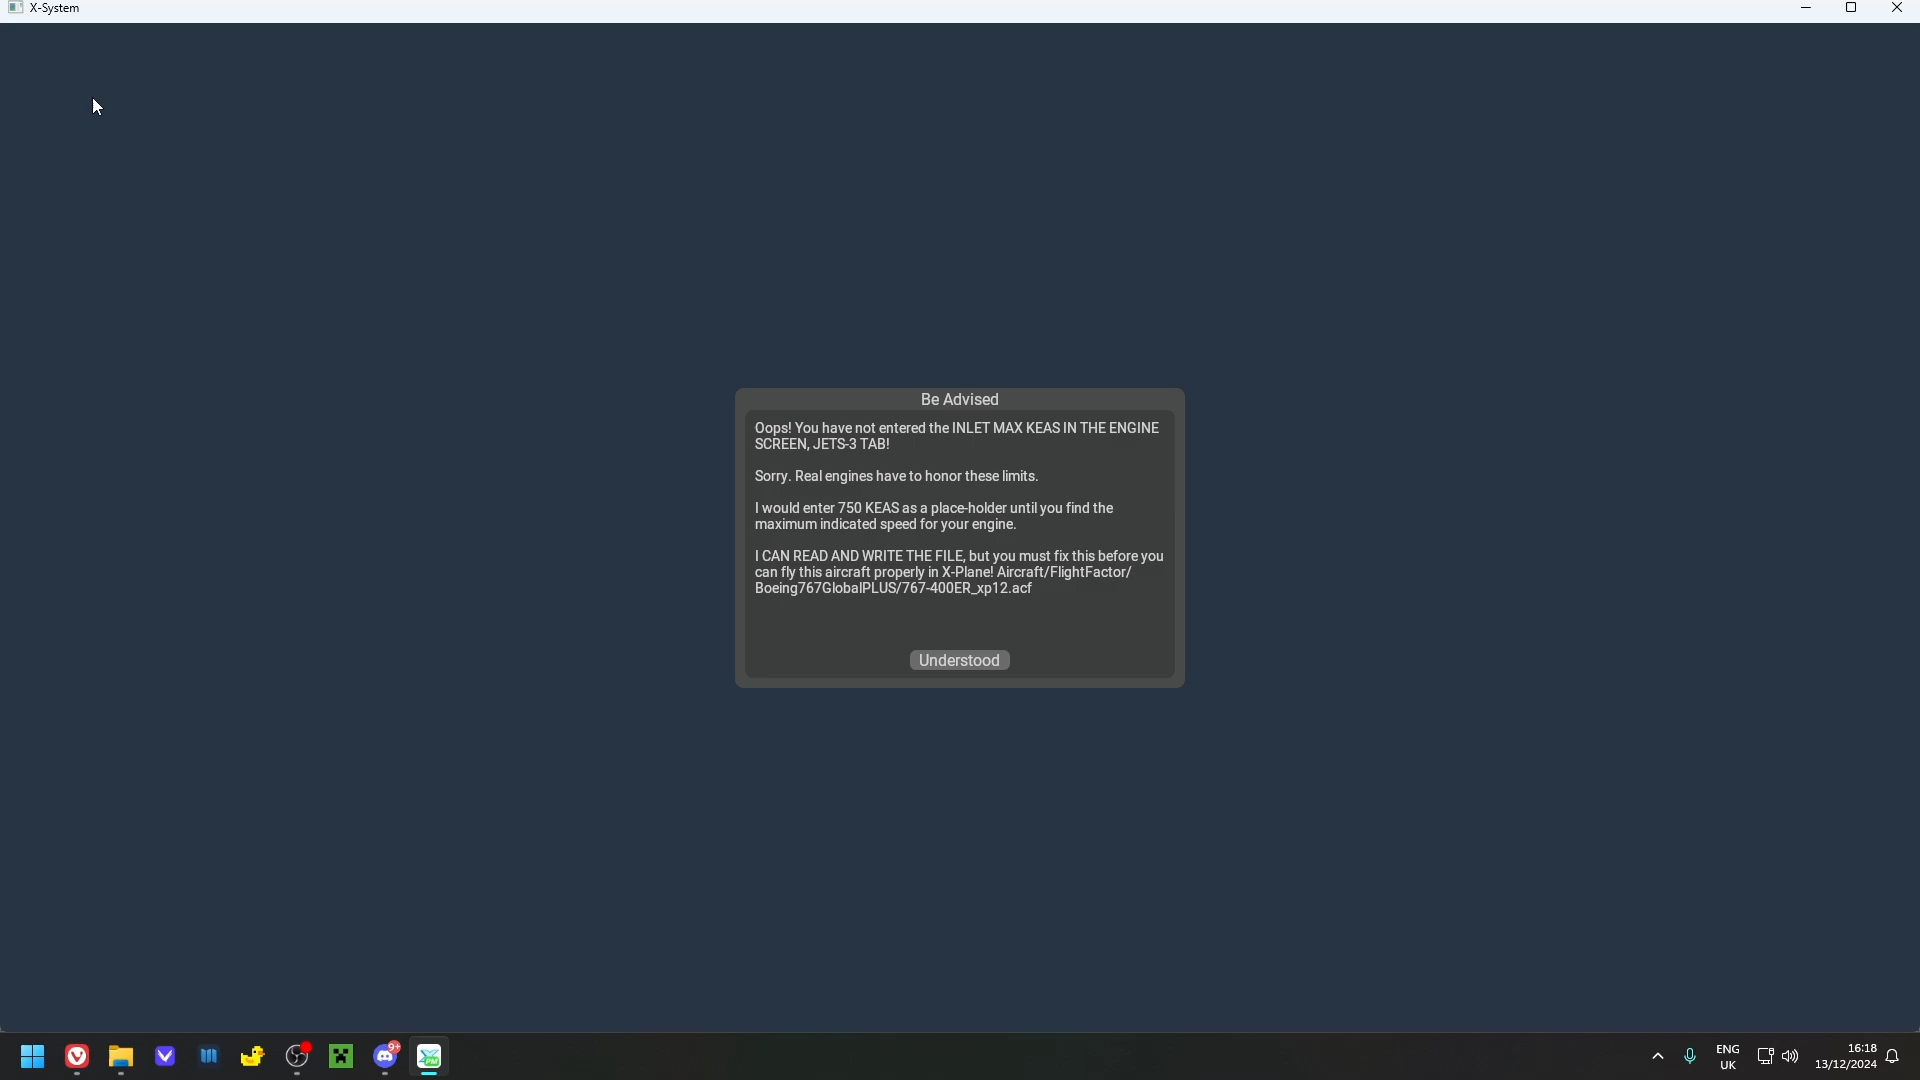 X-System
Be Advised
Oops! You have not entered the INLET MAX KEAS IN THE ENGINE
SCREEN, JETS-3 TAB!
Sorry. Real engines have to honor these limits.
I would enter 750 KEAS as a place-holder until you find the
maximum indicated speed for your engine.
I CAN READ AND WRITE THE FILE, but you must fix this before you
can fly this aircraft properly in X-Plane! Aircraft/FlightFactor/
Boeing767GlobalPLUS/767-400ER_xp12.acf
Understood
9+
PM
ENG
UK
16:18
13/12/2024